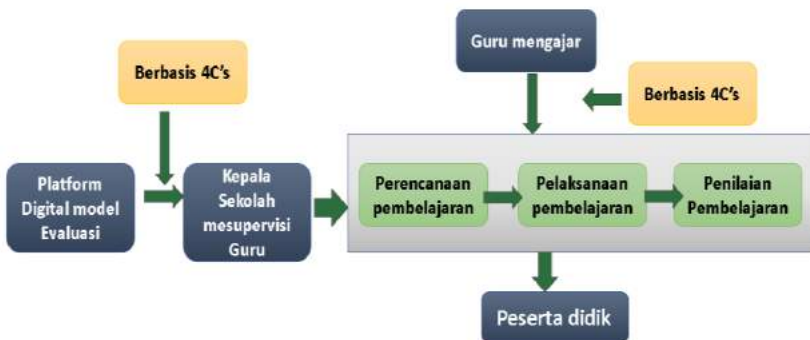 Berbasis 4C's
Guru mengajar
Berbasis 4C's
Platform
Digital model
Evaluasi
Kepala
Sekolah
mesupervisi
Guru
Perencanaan
pembelajaran
Pelaksanaan
pembelajaran
Penilaian
Pembelajaran
Peserta didik